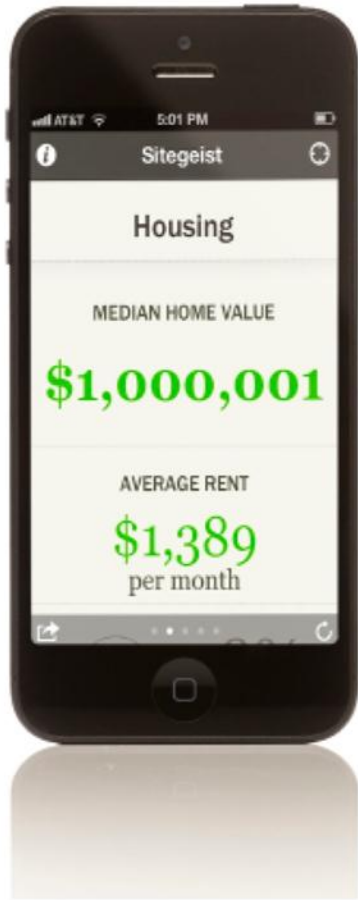 AT&T 5:01 PM
Sitegeist
Housing
MEDIAN HOME VALUE
$1,000,001
AVERAGE RENT
$1,389
per month